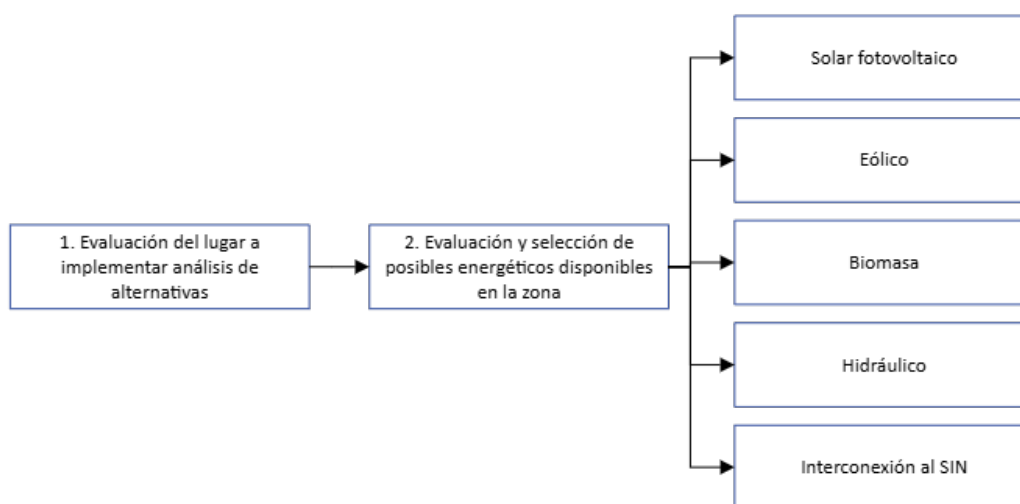 Solar fotovoltaico
Eólico
1. Evaluación del lugar a
implementar análisis de
alternativas
2. Evaluación y selección de
posibles energéticos disponibles
en la zona
Biomasa
Hidráulico
Interconexión al SIN